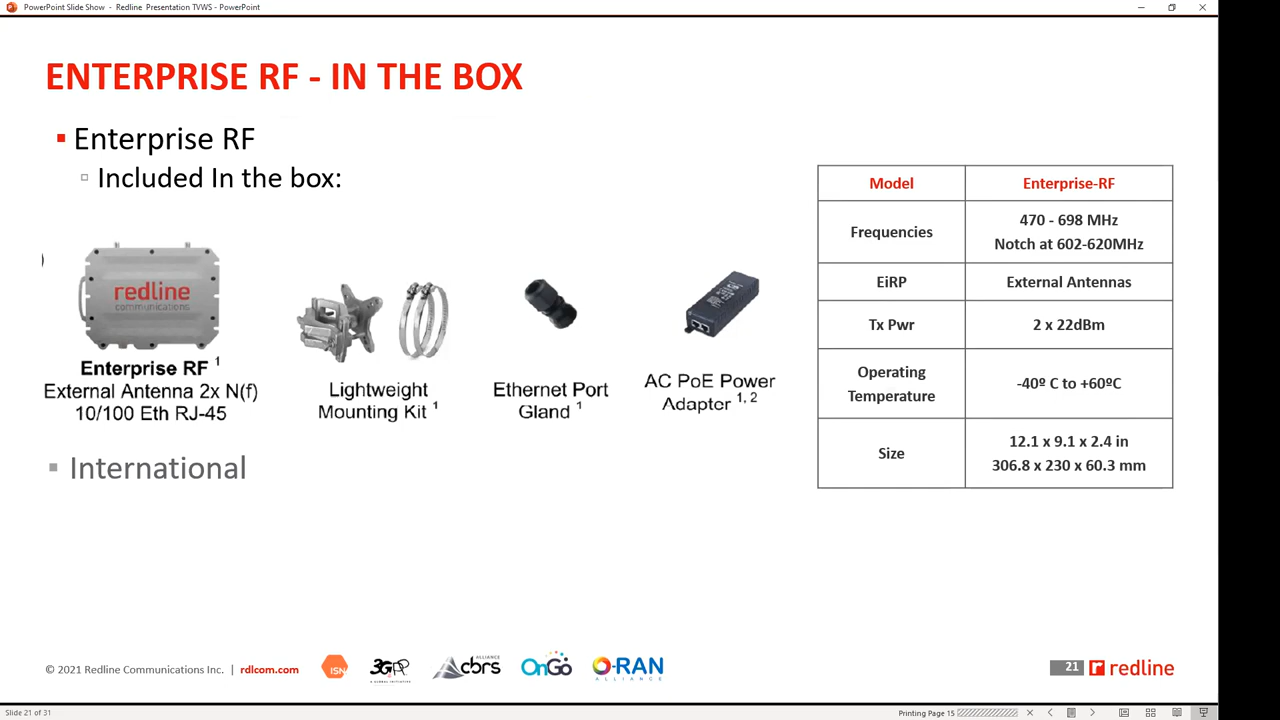 PowerPoint Slide Show - Redline Presentation TVWS - PowerPoint
ENTERPRISE RF - IN THE BOX
Enterprise RF
Included In the box:
)
redline
communications
Enterprise RF 1
External Antenna 2x N(f)
10/100 Eth RJ-45
Lightweight
Mounting Kit 1
Ethernet Port
Gland 1
AC PoE Power
Adapter 1, 2
International
Model Enterprise-RF
Frequencies 470 - 698 MHz
Notch at 602-620MHz
EiRP External Antennas
Tx Pwr 2 x 22dBm
Operating
Temperature -40º C to +60ºC
Size 12.1 x 9.1 x 2.4 in
306.8 x 230 x 60.3 mm
© 2021 Redline Communications Inc. | rdlcom.com
ISN
3GPP
A GLOBAL INITIATIVE
ALLIANCE
cbrs
OnGo
O-RAN
ALLIANCE
21
redline
Slide 21 of 31
Printing Page 15